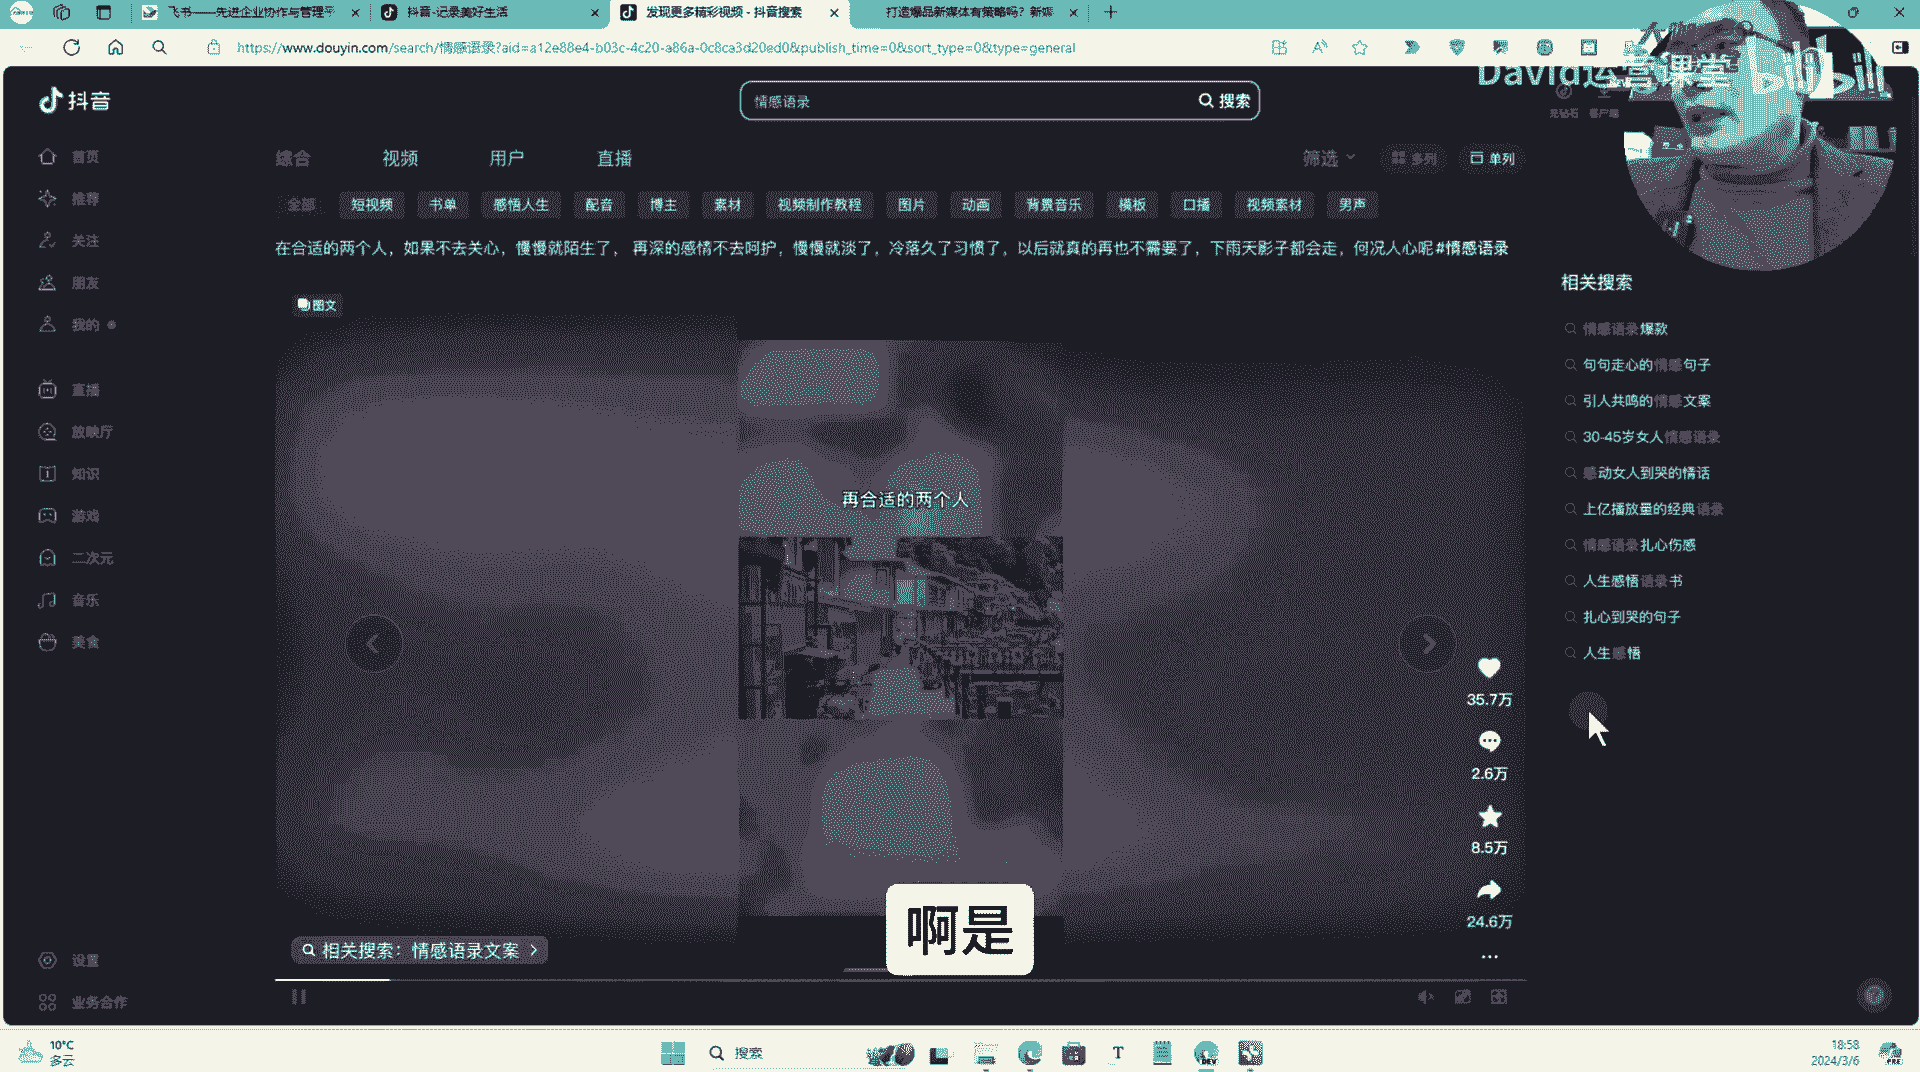 飞书——先进企业协作与管理平
抖音-记录美好生活
发现更多精彩视频 - 抖音搜索
打造爆品新媒体有策略吗？新媒
https://www.douyin.com/search/情感语录?aid=a12e88e4-b03c-4c20-a86a-0c8ca3d20ed0&publish_time=0&sort_type=0&type=general
David运营课堂 bilibili
抖音
情感语录
搜索
充钻石
客户端
首页
推荐
关注
朋友
我的
直播
放映厅
知识
游戏
二次元
音乐
美食
设置
业务合作
综合 视频 用户 直播
筛选 多列 单列
全部 短视频 书单 感悟人生 配音 博主 素材 视频制作教程 图片 动画 背景音乐 模板 口播 视频素材 男声
在合适的两个人，如果不去关心，慢慢就陌生了， 再深的感情不去呵护，慢慢就淡了，冷落久了习惯了，以后就真的再也不需要了，下雨天影子都会走，何况人心呢#情感语录
图文
再合适的两个人
35.7万
2.6万
8.5万
24.6万
相关搜索：情感语录文案
啊是
相关搜索
情感语录爆款
句句走心的情感句子
引人共鸣的情感文案
30-45岁女人情感语录
感动女人到哭的情话
上亿播放量的经典语录
情感语录扎心伤感
人生感悟语录书
扎心到哭的句子
人生感悟
10°C
多云
搜索
18:58
2024/3/6